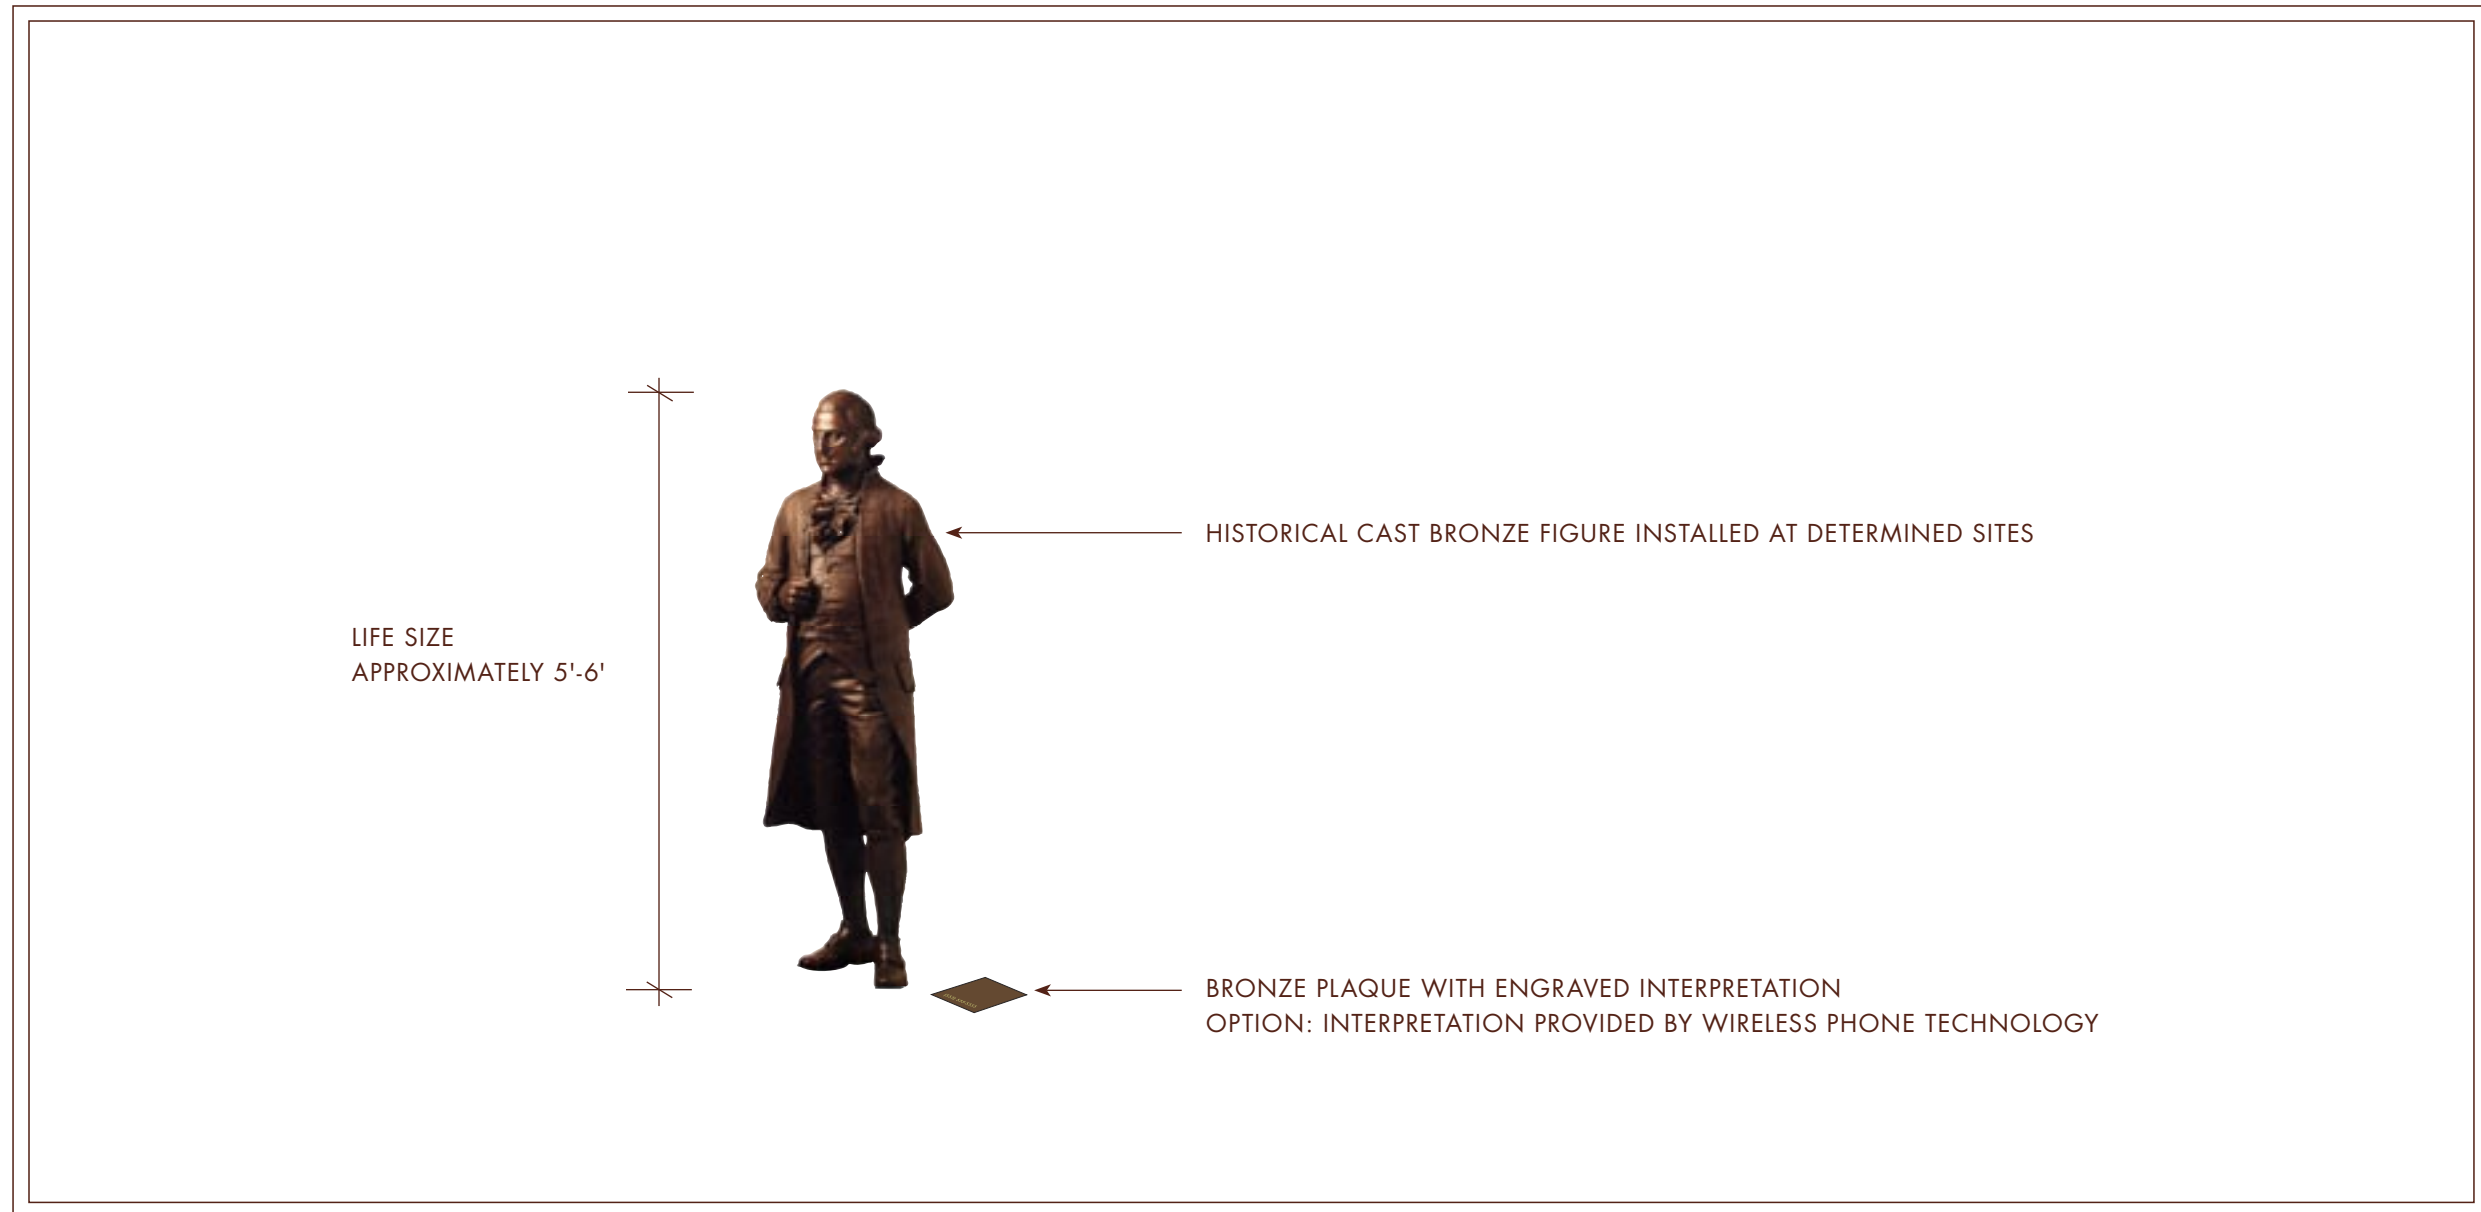 HISTORICAL CAST BRONZE FIGURE INSTALLED AT DETERMINED SITES
LIFE SIZE
APPROXIMATELY 5'-6'
BRONZE PLAQUE WITH ENGRAVED INTERPRETATION
OPTION: INTERPRETATION PROVIDED BY WIRELESS PHONE TECHNOLOGY